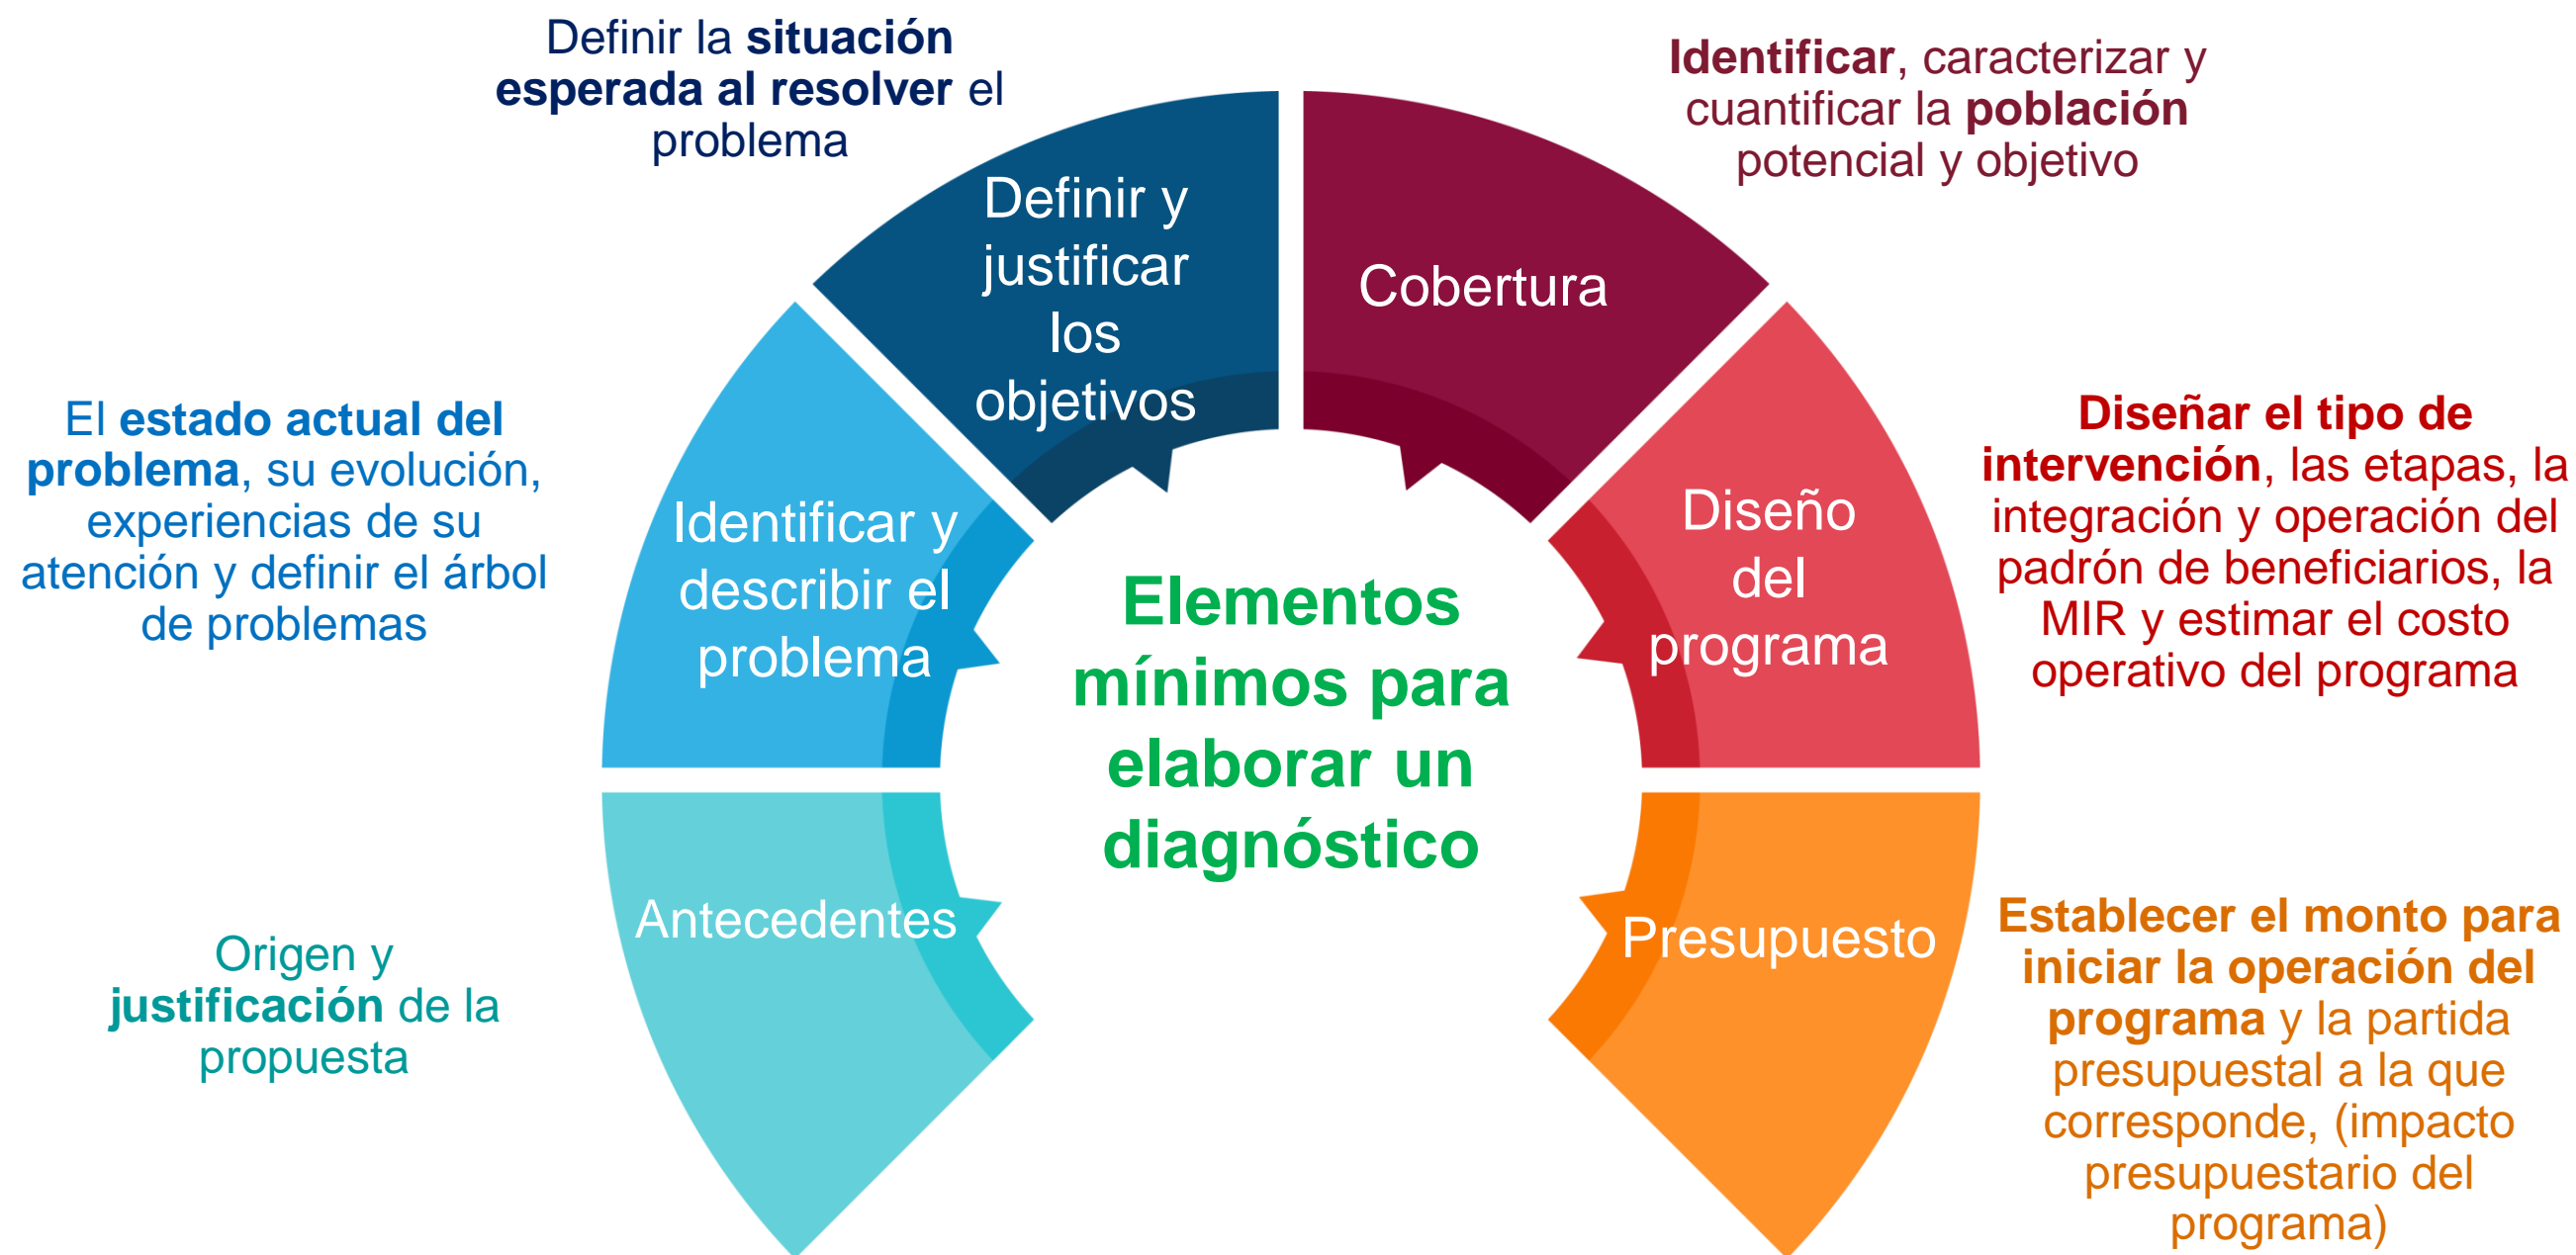 Definir la situación
esperada al resolver el
problema
Identificar, caracterizar y
cuantificar la población
potencial y objetivo
Definir y
justificar
los
objetivos
Cobertura
El estado actual del
problema, su evolución,
experiencias de su
atención y definir el árbol
de problemas
Identificar y
describir el
problema
Diseño
del
programa
Diseñar el tipo de
intervención, las etapas, la
integración y operación del
padrón de beneficiarios, la
MIR y estimar el costo
operativo del programa
Elementos
mínimos para
elaborar un
diagnóstico
Origen y
justificación de la
propuesta
Antecedentes
Presupuesto
Establecer el monto para
iniciar la operación del
programa y la partida
presupuestal a la que
corresponde, (impacto
presupuestario del
programa)